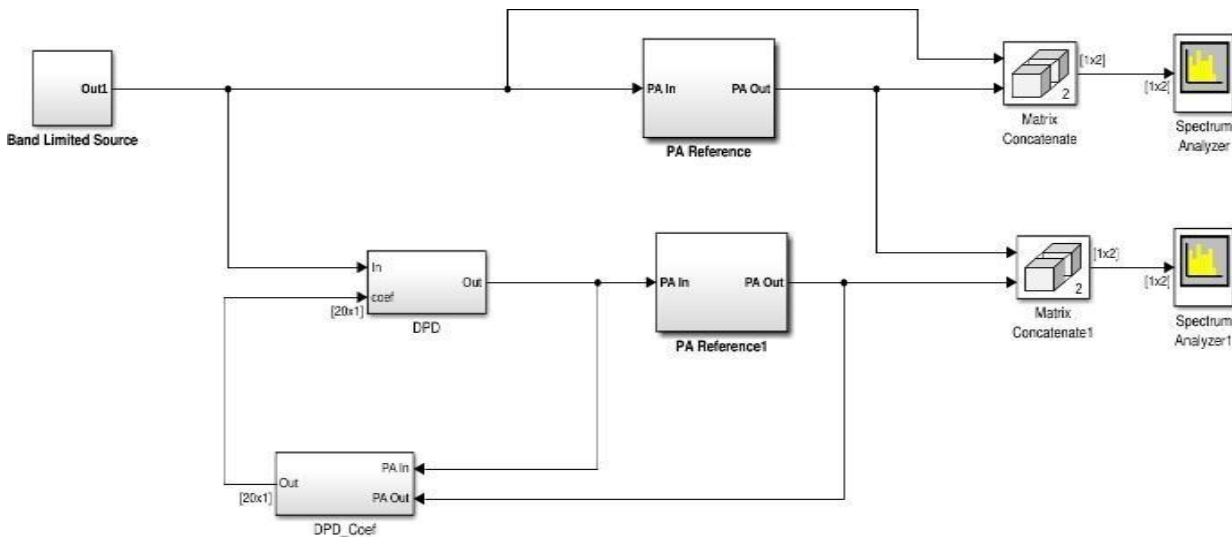 [1x2]
Out1
PA In
PA Out
[1x2]
2
Band Limited Source
Matrix
Concatenate
Spectrum
Analyzer
PA Reference
In
Out
coef
[20x1]
DPD
PA In
PA Out
PA Reference1
[1x2]
[1x2]
2
Matrix
Concatenate1
Spectrum
Analyzer1
PA In
Out
[20x1]
PA Out
DPD_Coef